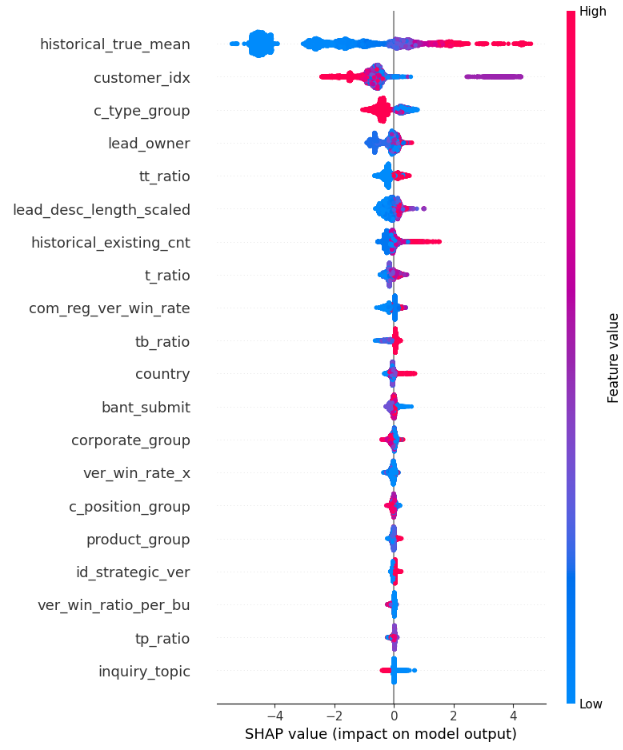 High
historical_true_mean
customer_idx
c_type_group
lead_owner
tt_ratio
lead_desc_length_scaled
historical_existing_cnt
t_ratio
com_reg_ver_win_rate
tb_ratio
country
bant_submit
corporate_group
ver_win_rate_x
c_position_group
product_group
id_strategic_ver
ver_win_ratio_per_bu
tp_ratio
inquiry_topic
Feature value
Low
−4 −2 0 2 4
SHAP value (impact on model output)